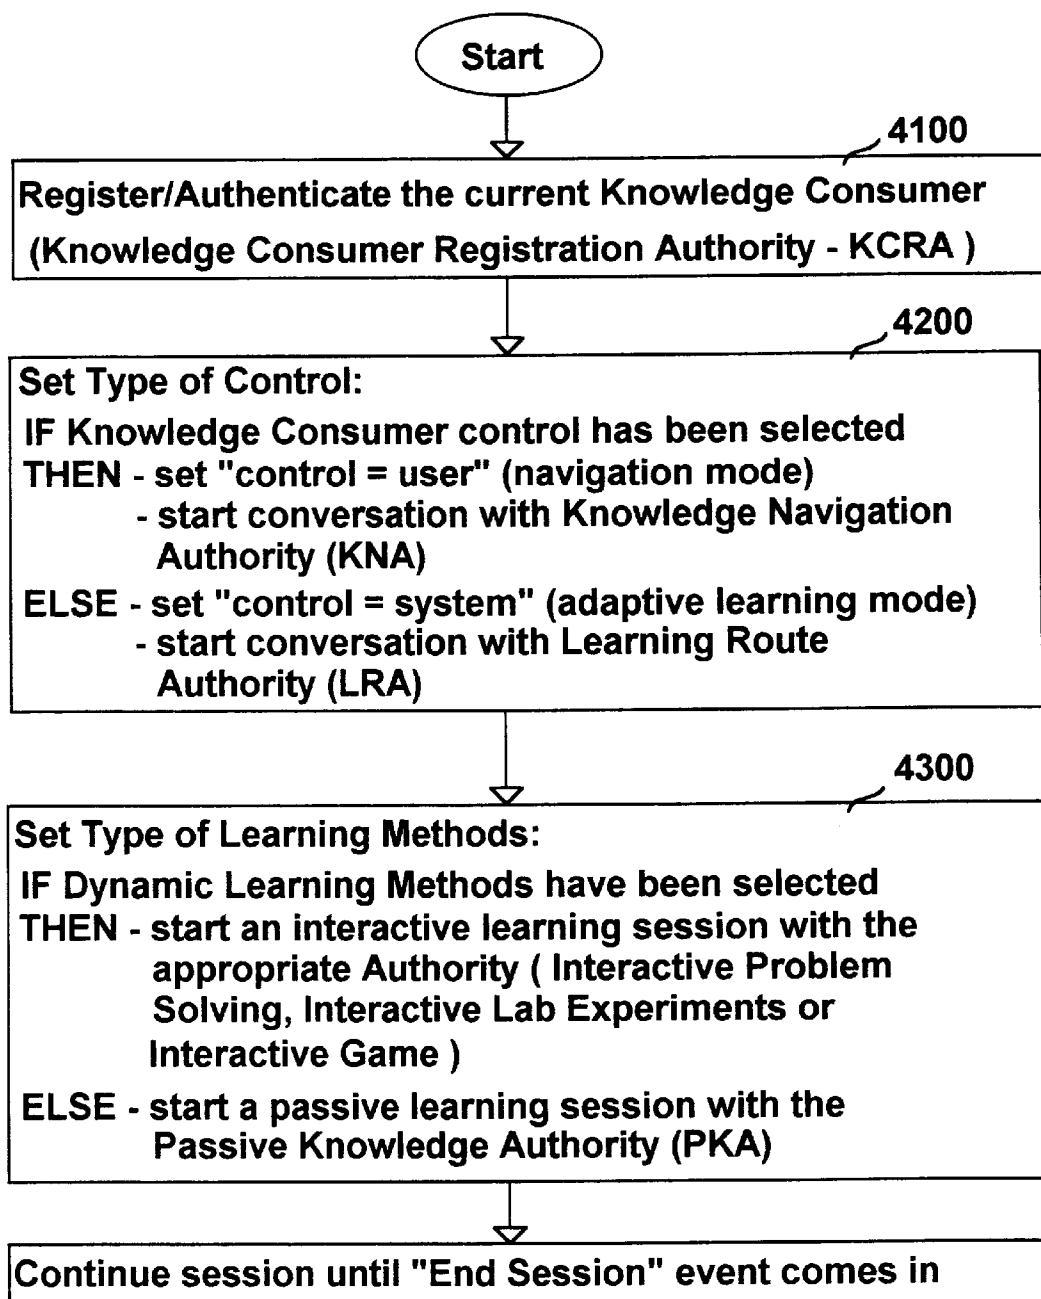 Start
4100
Register/Authenticate the current Knowledge Consumer
(Knowledge Consumer Registration Authority - KCRA )
4200
Set Type of Control:
IF Knowledge Consumer control has been selected
THEN - set "control = user" (navigation mode)
- start conversation with Knowledge Navigation
Authority (KNA)
ELSE - set "control = system" (adaptive learning mode)
- start conversation with Learning Route
Authority (LRA)
4300
Set Type of Learning Methods:
IF Dynamic Learning Methods have been selected
THEN - start an interactive learning session with the
appropriate Authority ( Interactive Problem
Solving, Interactive Lab Experiments or
Interactive Game )
ELSE - start a passive learning session with the
Passive Knowledge Authority (PKA)
Continue session until "End Session" event comes in